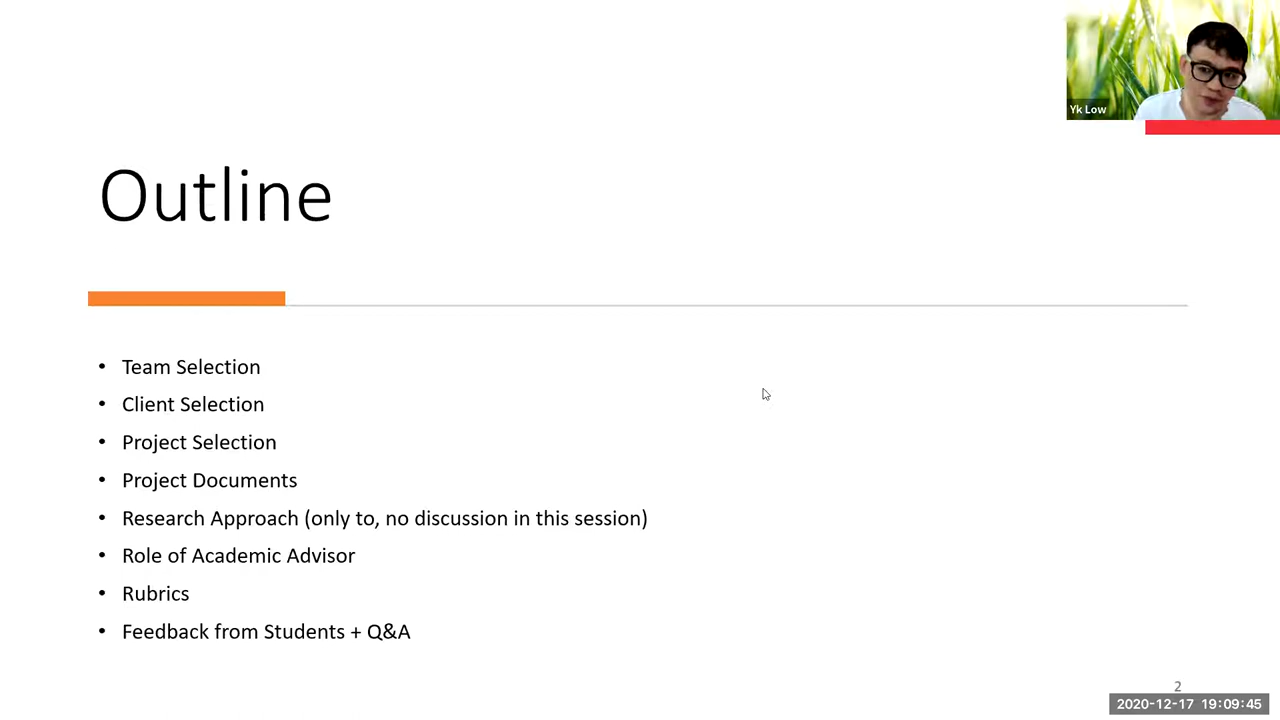 Yk Low
Outline
• Team Selection
• Client Selection
• Project Selection
• Project Documents
• Research Approach (only to, no discussion in this session)
• Role of Academic Advisor
• Rubrics
• Feedback from Students + Q&A
2
2020-12-17 19:09:45